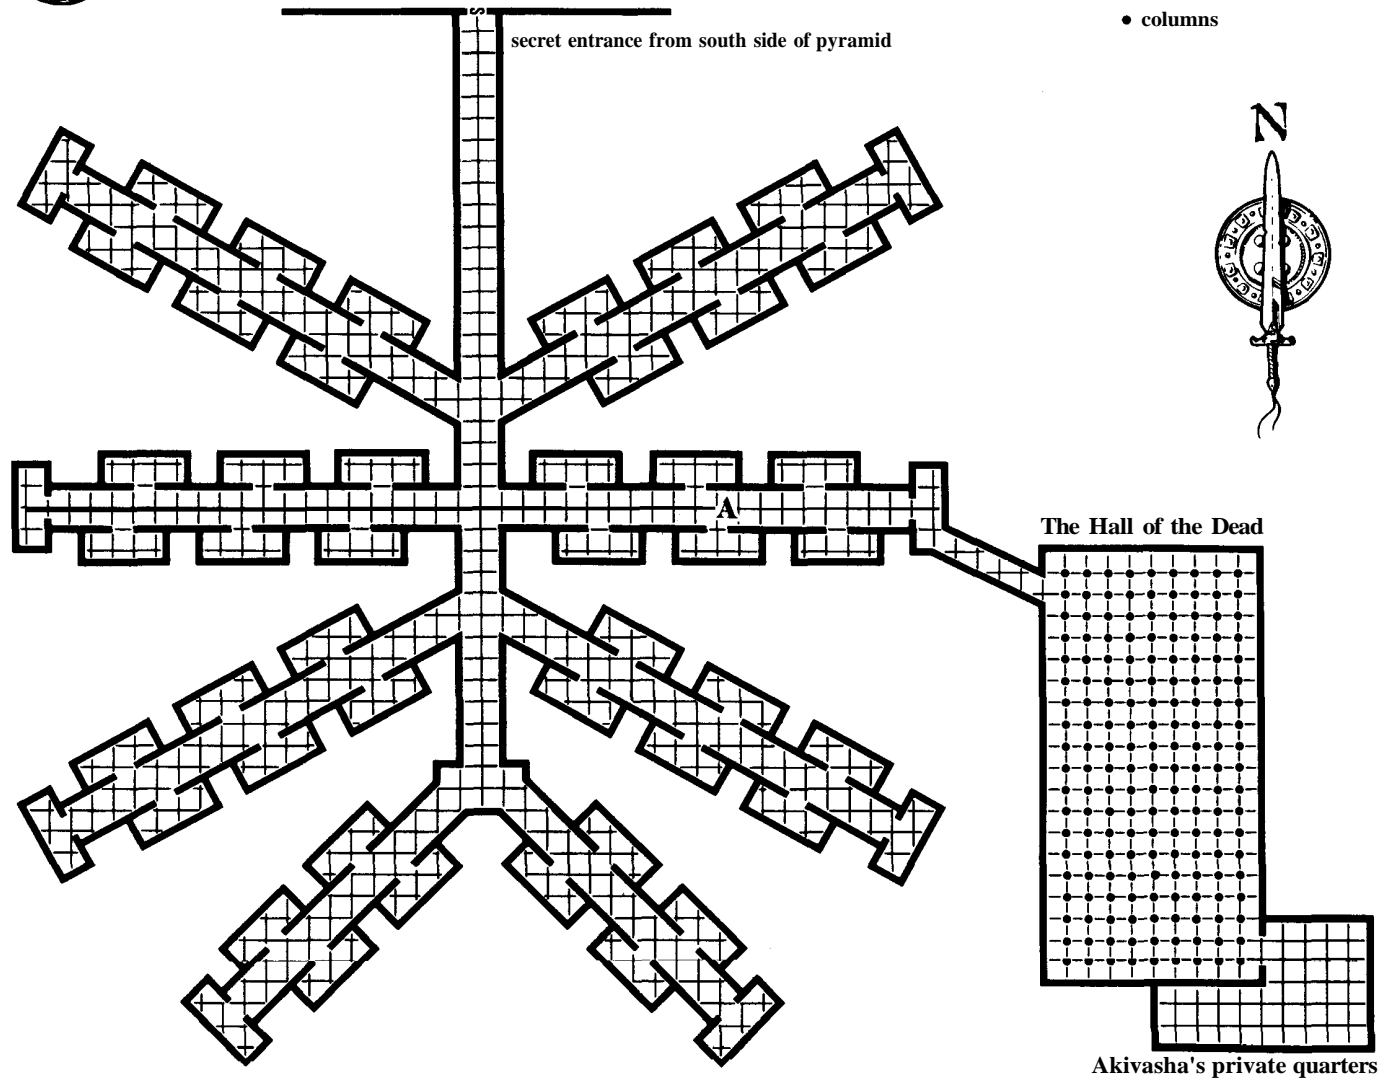 S
secret entrance from south side of pyramid
• columns
N
A
The Hall of the Dead
Akivasha's private quarters